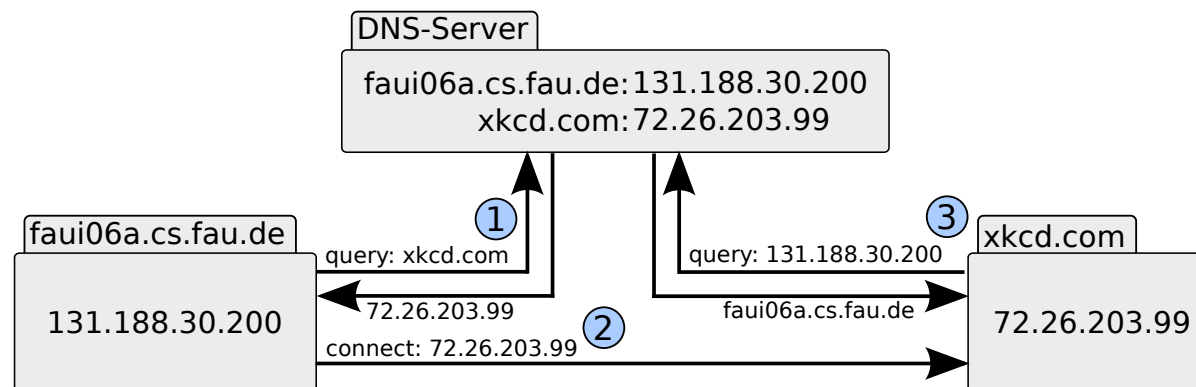 DNS-Server
faui06a.cs.fau.de: 131.188.30.200
xkcd.com: 72.26.203.99
1
3
faui06a.cs.fau.de
xkcd.com
query: xkcd.com
query: 131.188.30.200
72.26.203.99
faui06a.cs.fau.de
131.188.30.200
2
72.26.203.99
connect: 72.26.203.99